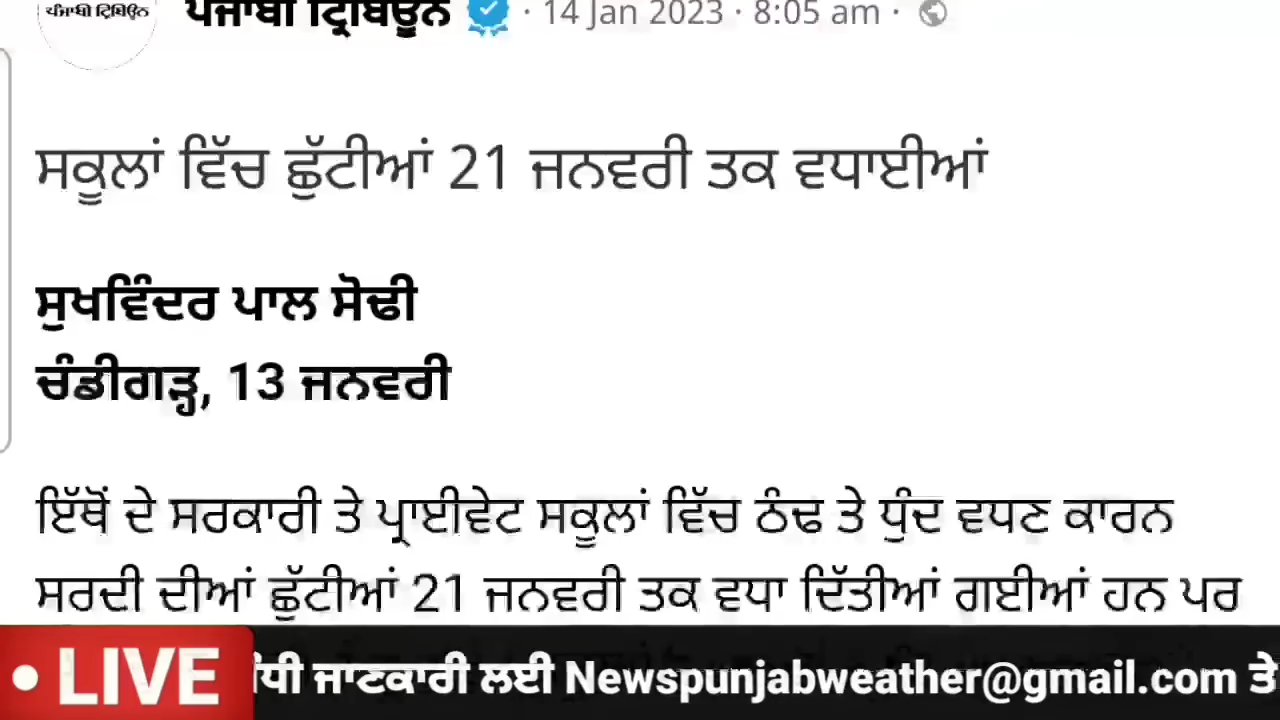 ਪੰਜਾਬੀ ਟ੍ਰਿਬਿਊਨ
ਪੰਜਾਬੀ ਟ੍ਰਿਬਿਊਨ · 14 Jan 2023 · 8:05 am ·
ਸਕੂਲਾਂ ਵਿੱਚ ਛੁੱਟੀਆਂ 21 ਜਨਵਰੀ ਤਕ ਵਧਾਈਆਂ
ਸੁਖਵਿੰਦਰ ਪਾਲ ਸੋਢੀ
ਚੰਡੀਗੜ੍ਹ, 13 ਜਨਵਰੀ
ਇੱਥੋਂ ਦੇ ਸਰਕਾਰੀ ਤੇ ਪ੍ਰਾਈਵੇਟ ਸਕੂਲਾਂ ਵਿੱਚ ਠੰਢ ਤੇ ਧੁੰਦ ਵਧਣ ਕਾਰਨ
ਸਰਦੀ ਦੀਆਂ ਛੁੱਟੀਆਂ 21 ਜਨਵਰੀ ਤਕ ਵਧਾ ਦਿੱਤੀਆਂ ਗਈਆਂ ਹਨ ਪਰ
• LIVE ਜਾਣਕਾਰੀ ਲਈ Newspunjabweather@gmail.com ਤੇ